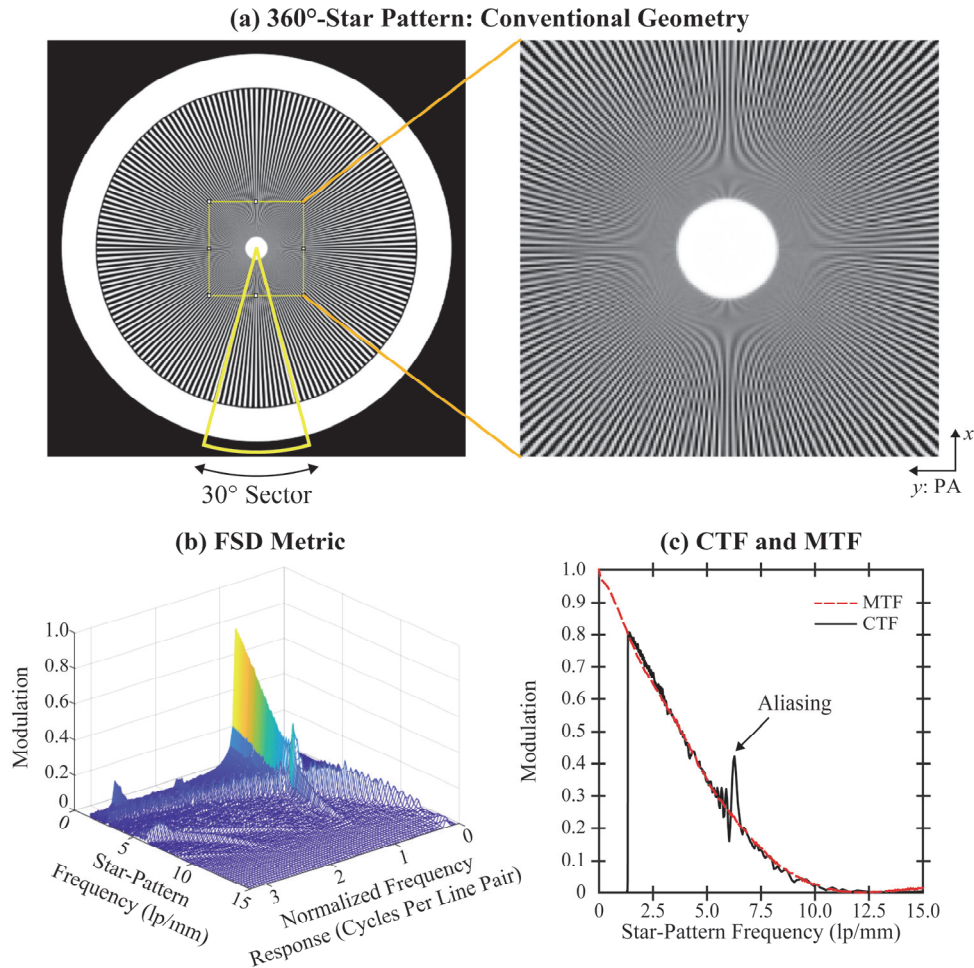 (a) 360°-Star Pattern: Conventional Geometry
x
y: PA
30° Sector
(b) FSD Metric
1.0
0.8
0.6
0.4
0.2
0
Modulation
0
5
10
15
Star-Pattern
Frequency (lp/mm)
3
2
1
0
Normalized Frequency
Response (Cycles Per Line Pair)
(c) CTF and MTF
1.0
0.9
0.8
0.7
0.6
0.5
0.4
0.3
0.2
0.1
0
Modulation
MTF
CTF
Aliasing
0
2.5
5.0
7.5
10.0
12.5
15.0
Star-Pattern Frequency (lp/mm)